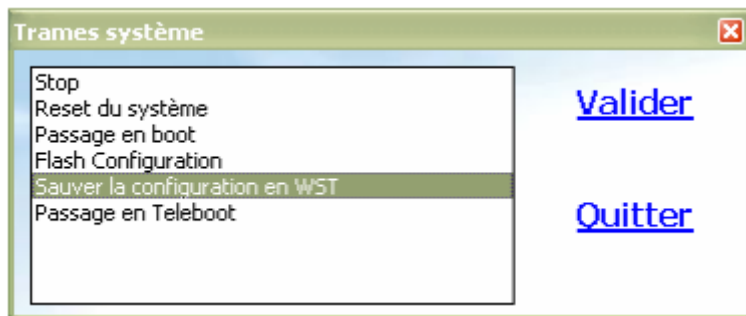 Trames système
Stop
Reset du système
Passage en boot
Flash Configuration
Sauver la configuration en WST
Passage en Teleboot
Valider
Quitter